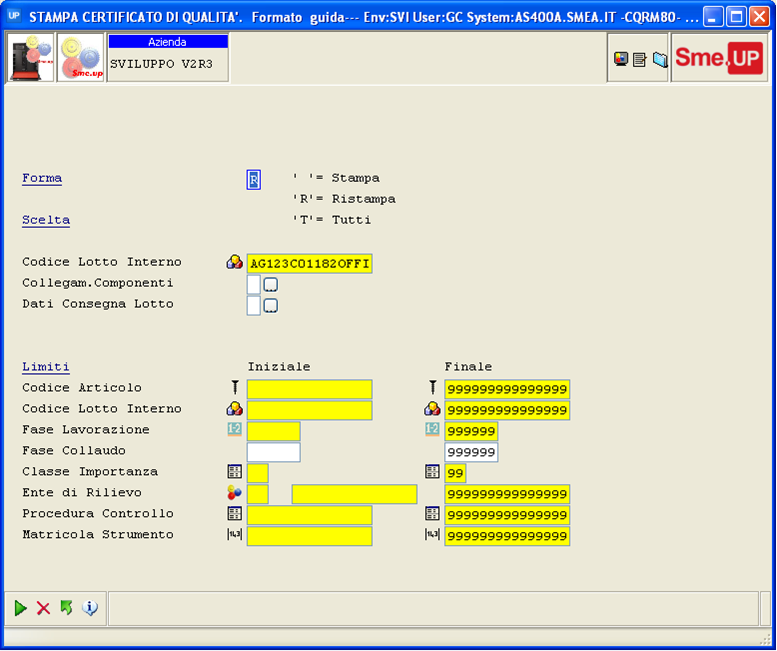 UP STAMPA CERTIFICATO DI QUALITA'. Formato guida--- Env:SVI User:GC System:AS400A.SMEA.IT -CQRM80- ...
Sme.up
Azienda
SVILUPPO V2R3
Sme.UP
Forma R ' '= Stampa
'R'= Ristampa
Scelta 'T'= Tutti
Codice Lotto Interno AG123C01182OFFI
Collegam.Componenti ...
Dati Consegna Lotto ...
Limiti Iniziale Finale
Codice Articolo 999999999999999
Codice Lotto Interno 999999999999999
Fase Lavorazione 999999
Fase Collaudo 999999
Classe Importanza 99
Ente di Rilievo 999999999999999
Procedura Controllo 999999999999999
Matricola Strumento 999999999999999